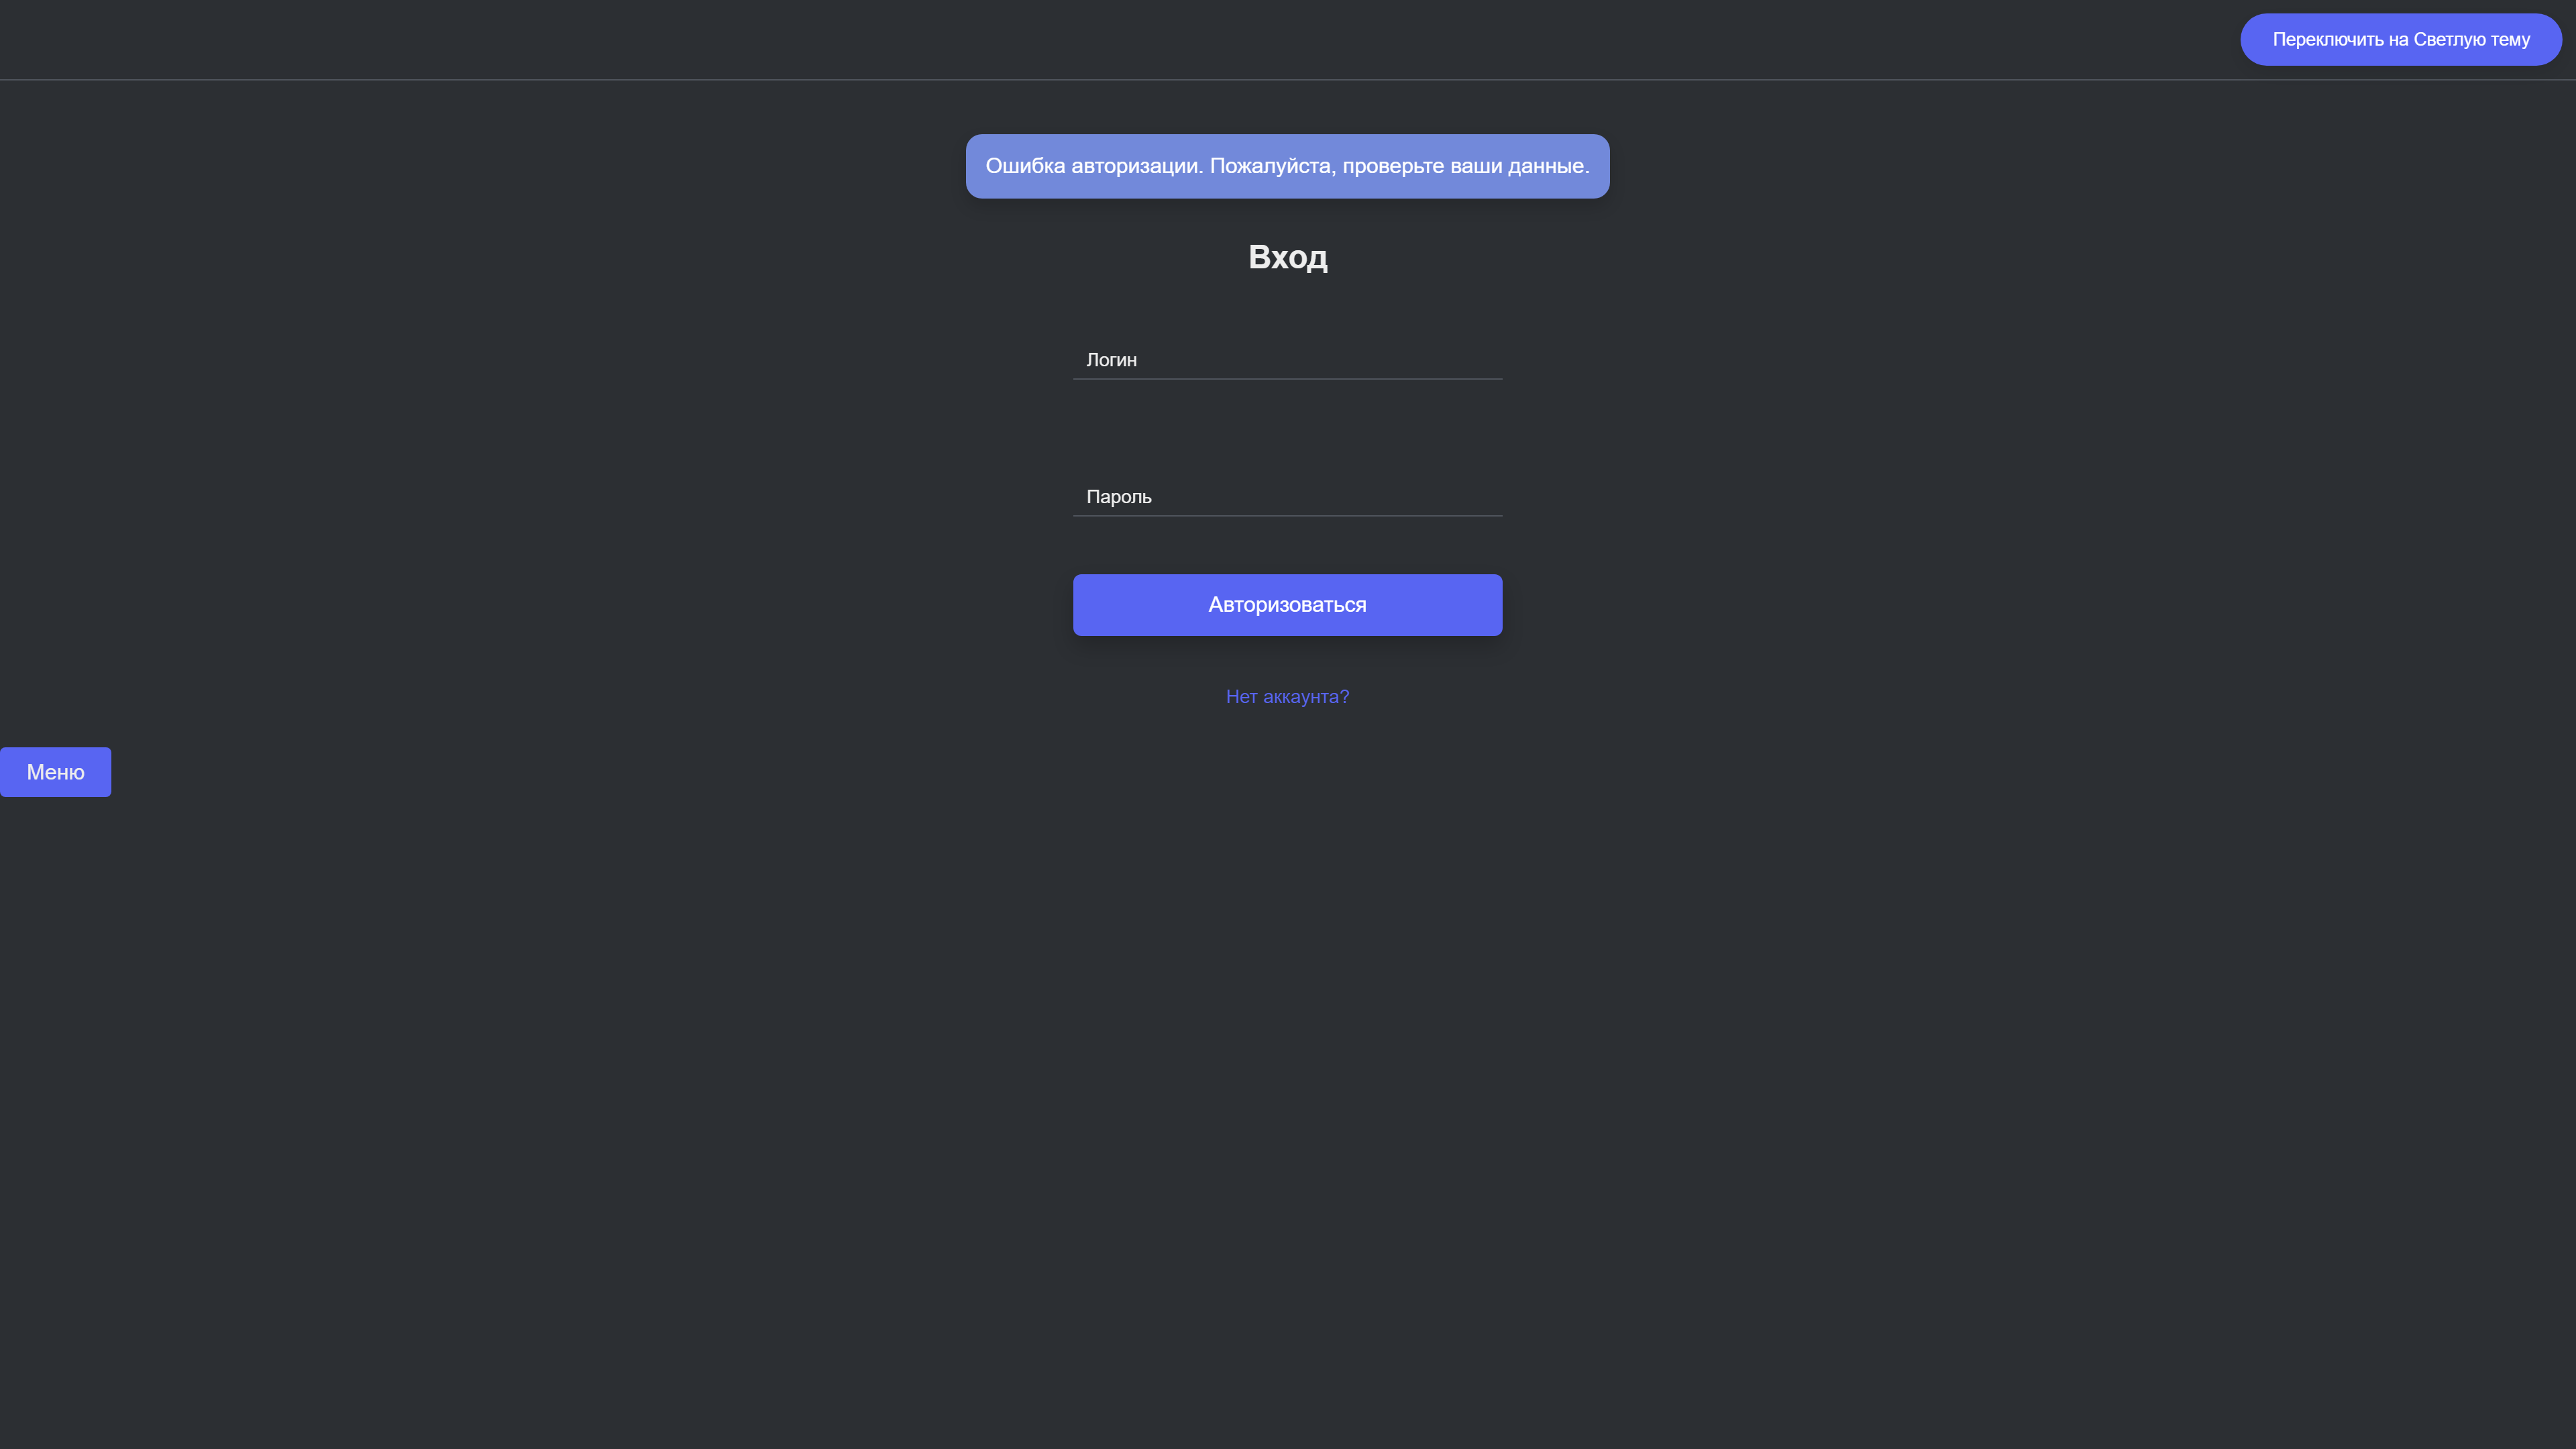 Переключить на Светлую тему
Ошибка авторизации. Пожалуйста, проверьте ваши данные.
Вход
Логин
Пароль
Авторизоваться
Нет аккаунта?
Меню